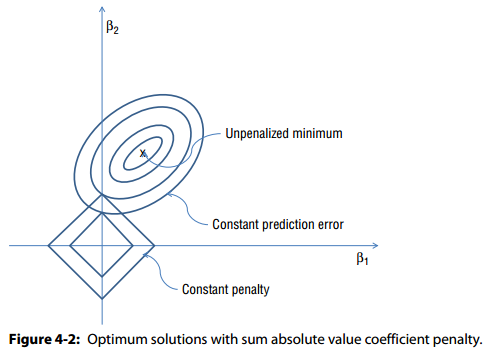 β2
Unpenalized minimum
X
Constant prediction error
β1
Constant penalty
Figure 4-2: Optimum solutions with sum absolute value coefficient penalty.